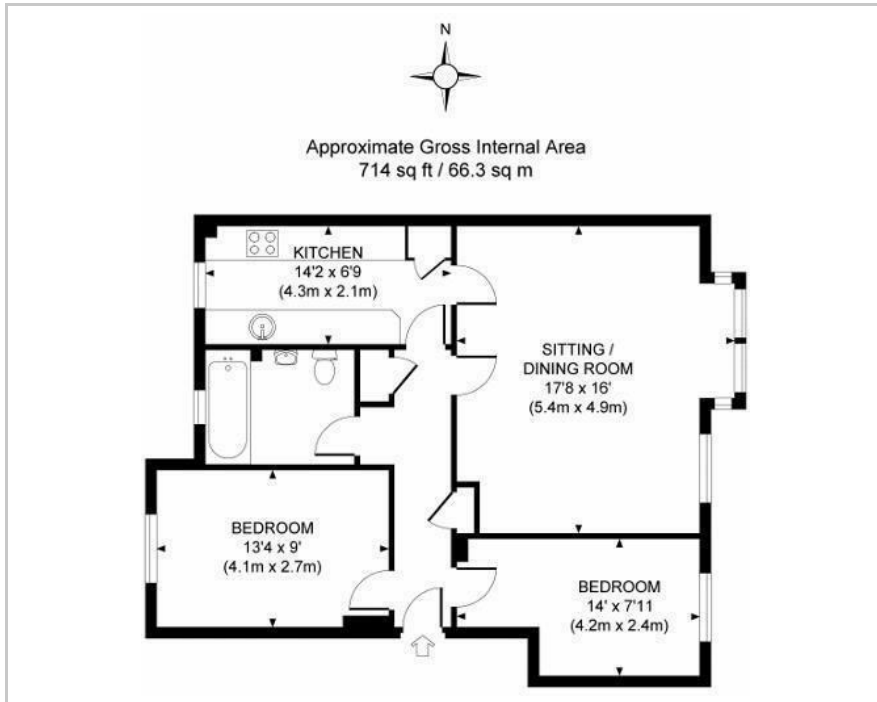 N
Approximate Gross Internal Area
714 sq ft / 66.3 sq m
KITCHEN
14'2 x 6'9
(4.3m x 2.1m)
SITTING /
DINING ROOM
17'8 x 16'
(5.4m x 4.9m)
BEDROOM
13'4 x 9'
(4.1m x 2.7m)
BEDROOM
14' x 7'11
(4.2m x 2.4m)